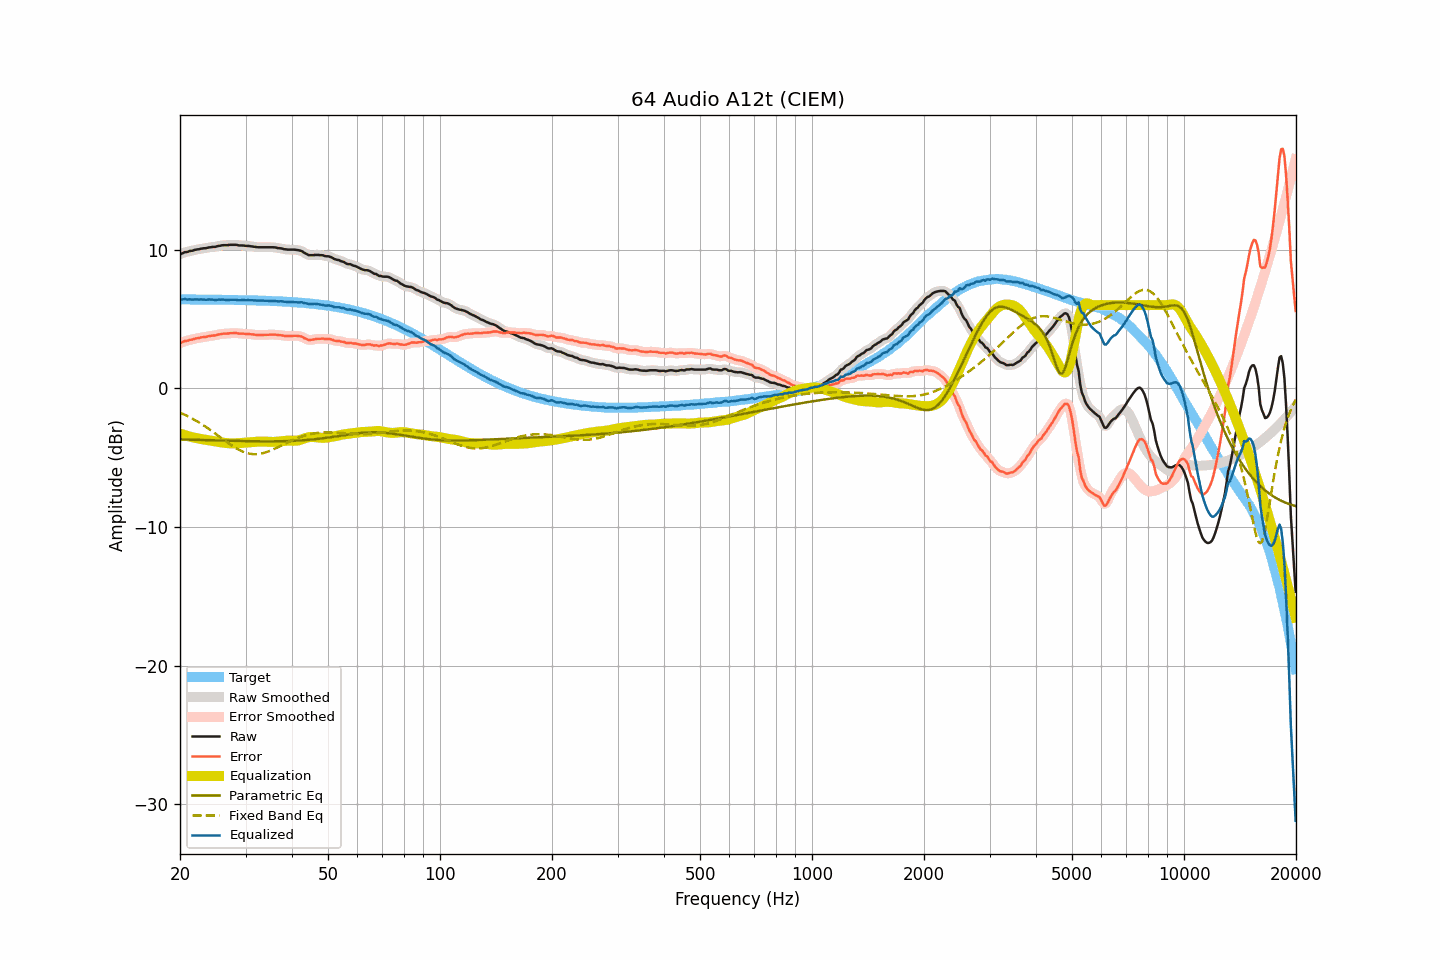 64 Audio A12t (CIEM)
Amplitude (dBr)
10
0
−10
−20
−30
Target
Raw Smoothed
Error Smoothed
Raw
Error
Equalization
Parametric Eq
Fixed Band Eq
Equalized
20 50 100 200 500 1000 2000 5000 10000 20000
Frequency (Hz)